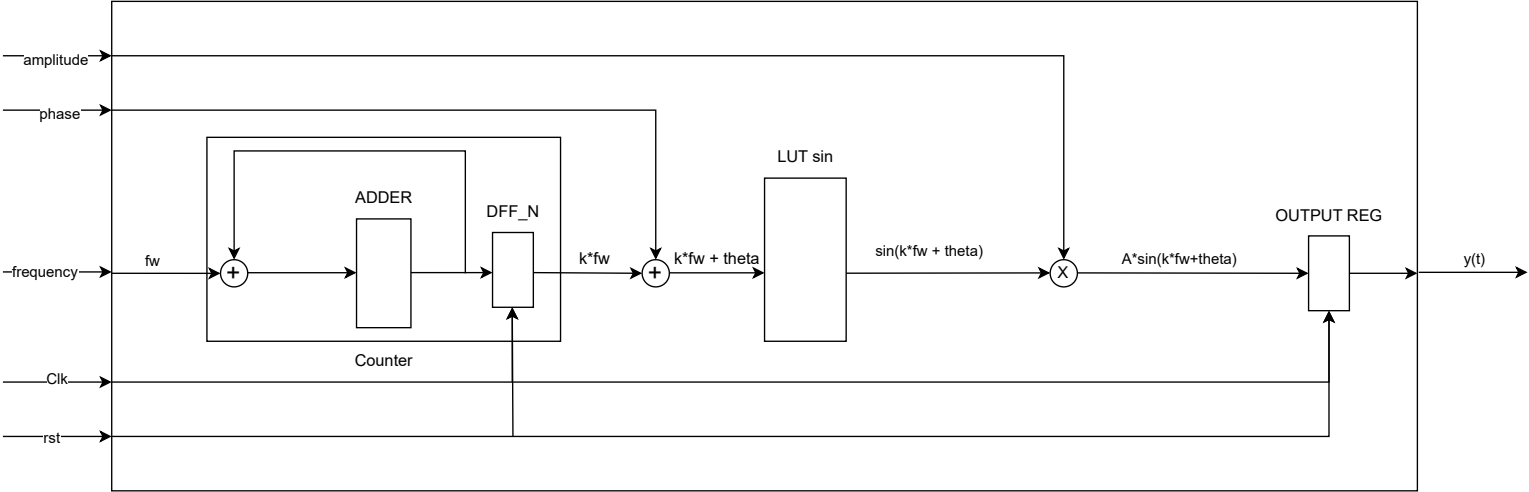 amplitude
phase
LUT sin
ADDER
DFF_N
OUTPUT REG
frequency
fw
+
k*fw
+
k*fw + theta
sin(k*fw + theta)
X
A*sin(k*fw+theta)
y(t)
Counter
Clk
rst